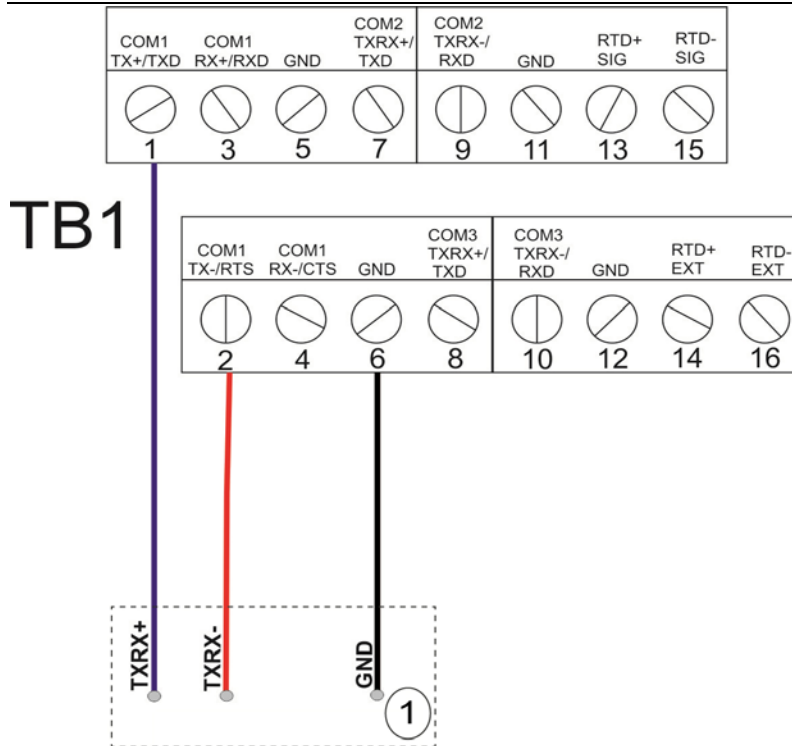 COM1
TX+/TXD
COM1
RX+/RXD
GND
COM2
TXRX+/
TXD
COM2
TXRX-/
RXD
GND
RTD+
SIG
RTD-
SIG
1 3 5 7 9 11 13 15
TB1
COM1
TX-/RTS
COM1
RX-/CTS
GND
COM3
TXRX+/
TXD
COM3
TXRX-/
RXD
GND
RTD+
EXT
RTD-
EXT
2 4 6 8 10 12 14 16
TXRX+
TXRX-
GND
1